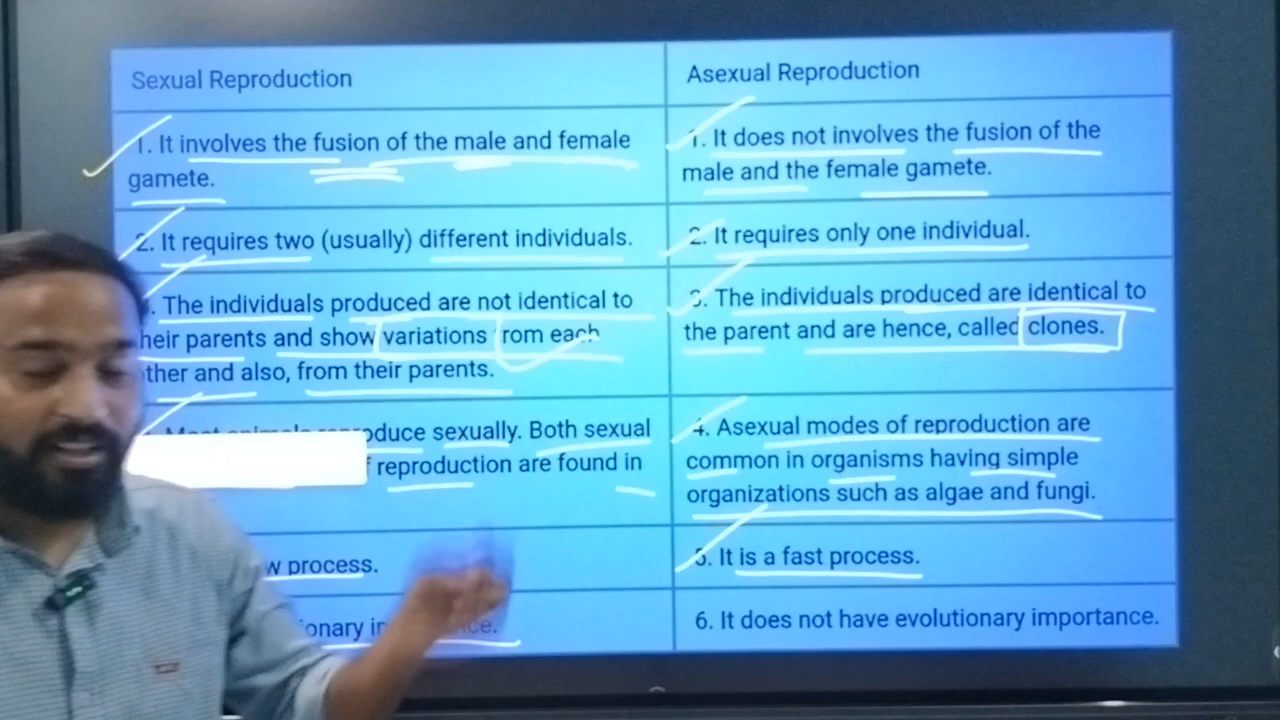 Sexual Reproduction
1. It involves the fusion of the male and female
gamete.
2. It requires two (usually) different individuals.
The individuals produced are not identical to
heir parents and show variations rom each
ther and also, from their parents.
oduce sexually. Both sexual
reproduction are found in
w process.
ionary
Asexual Reproduction
1. It does not involves the fusion of the
male and the female gamete.
2. It requires only one individual.
3. The individuals produced are identical to
the parent and are hence, called clones.
4. Asexual modes of reproduction are
common in organisms having simple
organizations such as algae and fungi.
5. It is a fast process.
6. It does not have evolutionary importance.